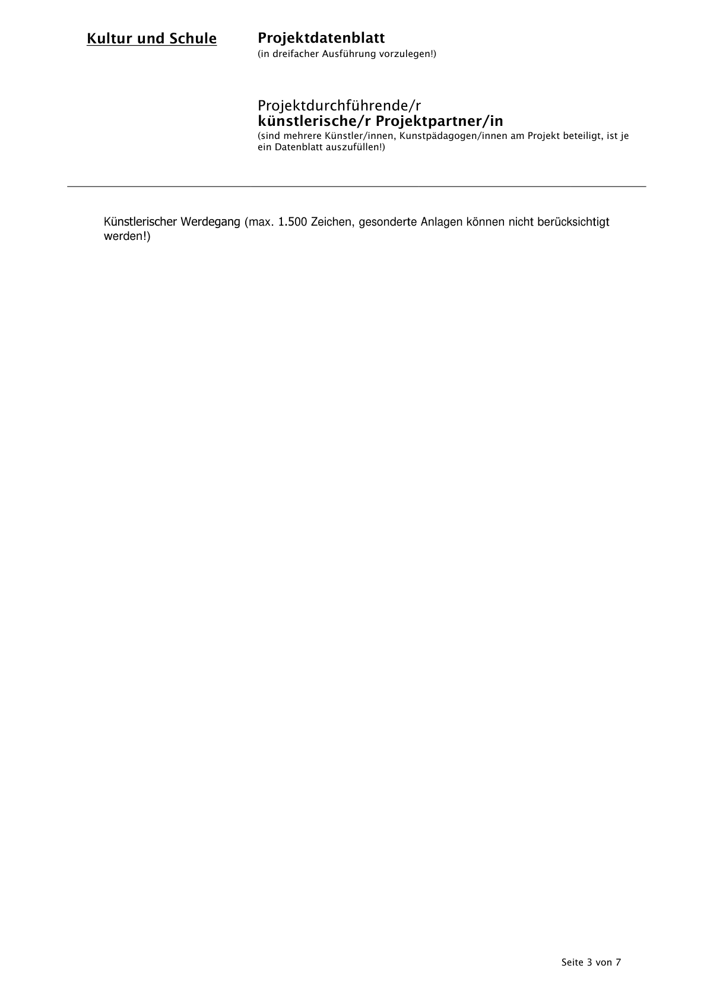 Kultur und Schule
Projektdatenblatt
(in dreifacher Ausführung vorzulegen!)
Projektdurchführende/r
künstlerische/r Projektpartner/in
(sind mehrere Künstler/innen, Kunstpädagogen/innen am Projekt beteiligt, ist je
ein Datenblatt auszufüllen!)
Künstlerischer Werdegang (max. 1.500 Zeichen, gesonderte Anlagen können nicht berücksichtigt
werden!)
Seite 3 von 7